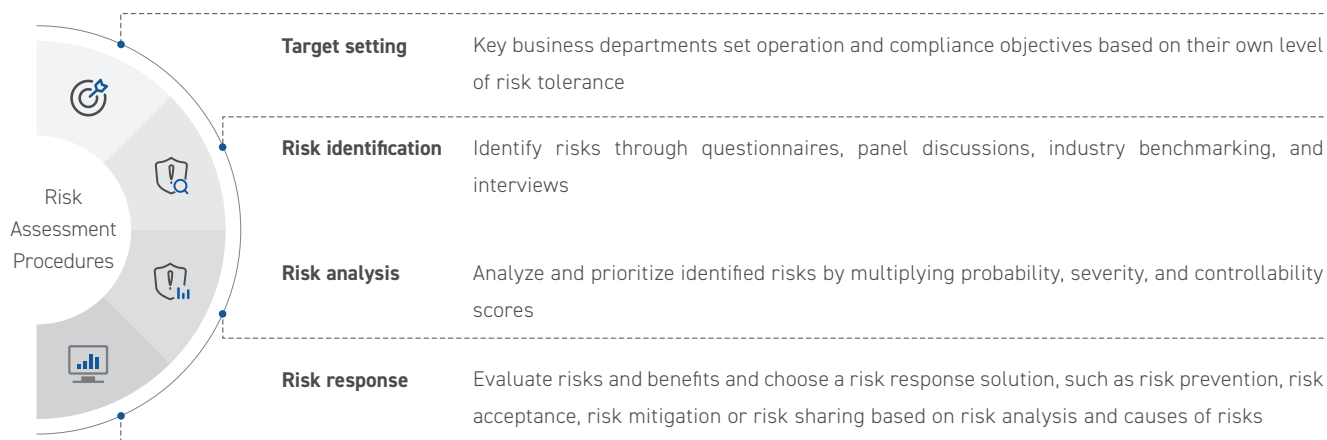 Risk
Assessment
Procedures
Target setting
Key business departments set operation and compliance objectives based on their own level
of risk tolerance
Risk identification
Identify risks through questionnaires, panel discussions, industry benchmarking, and
interviews
Risk analysis
Analyze and prioritize identified risks by multiplying probability, severity, and controllability
scores
Risk response
Evaluate risks and benefits and choose a risk response solution, such as risk prevention, risk
acceptance, risk mitigation or risk sharing based on risk analysis and causes of risks